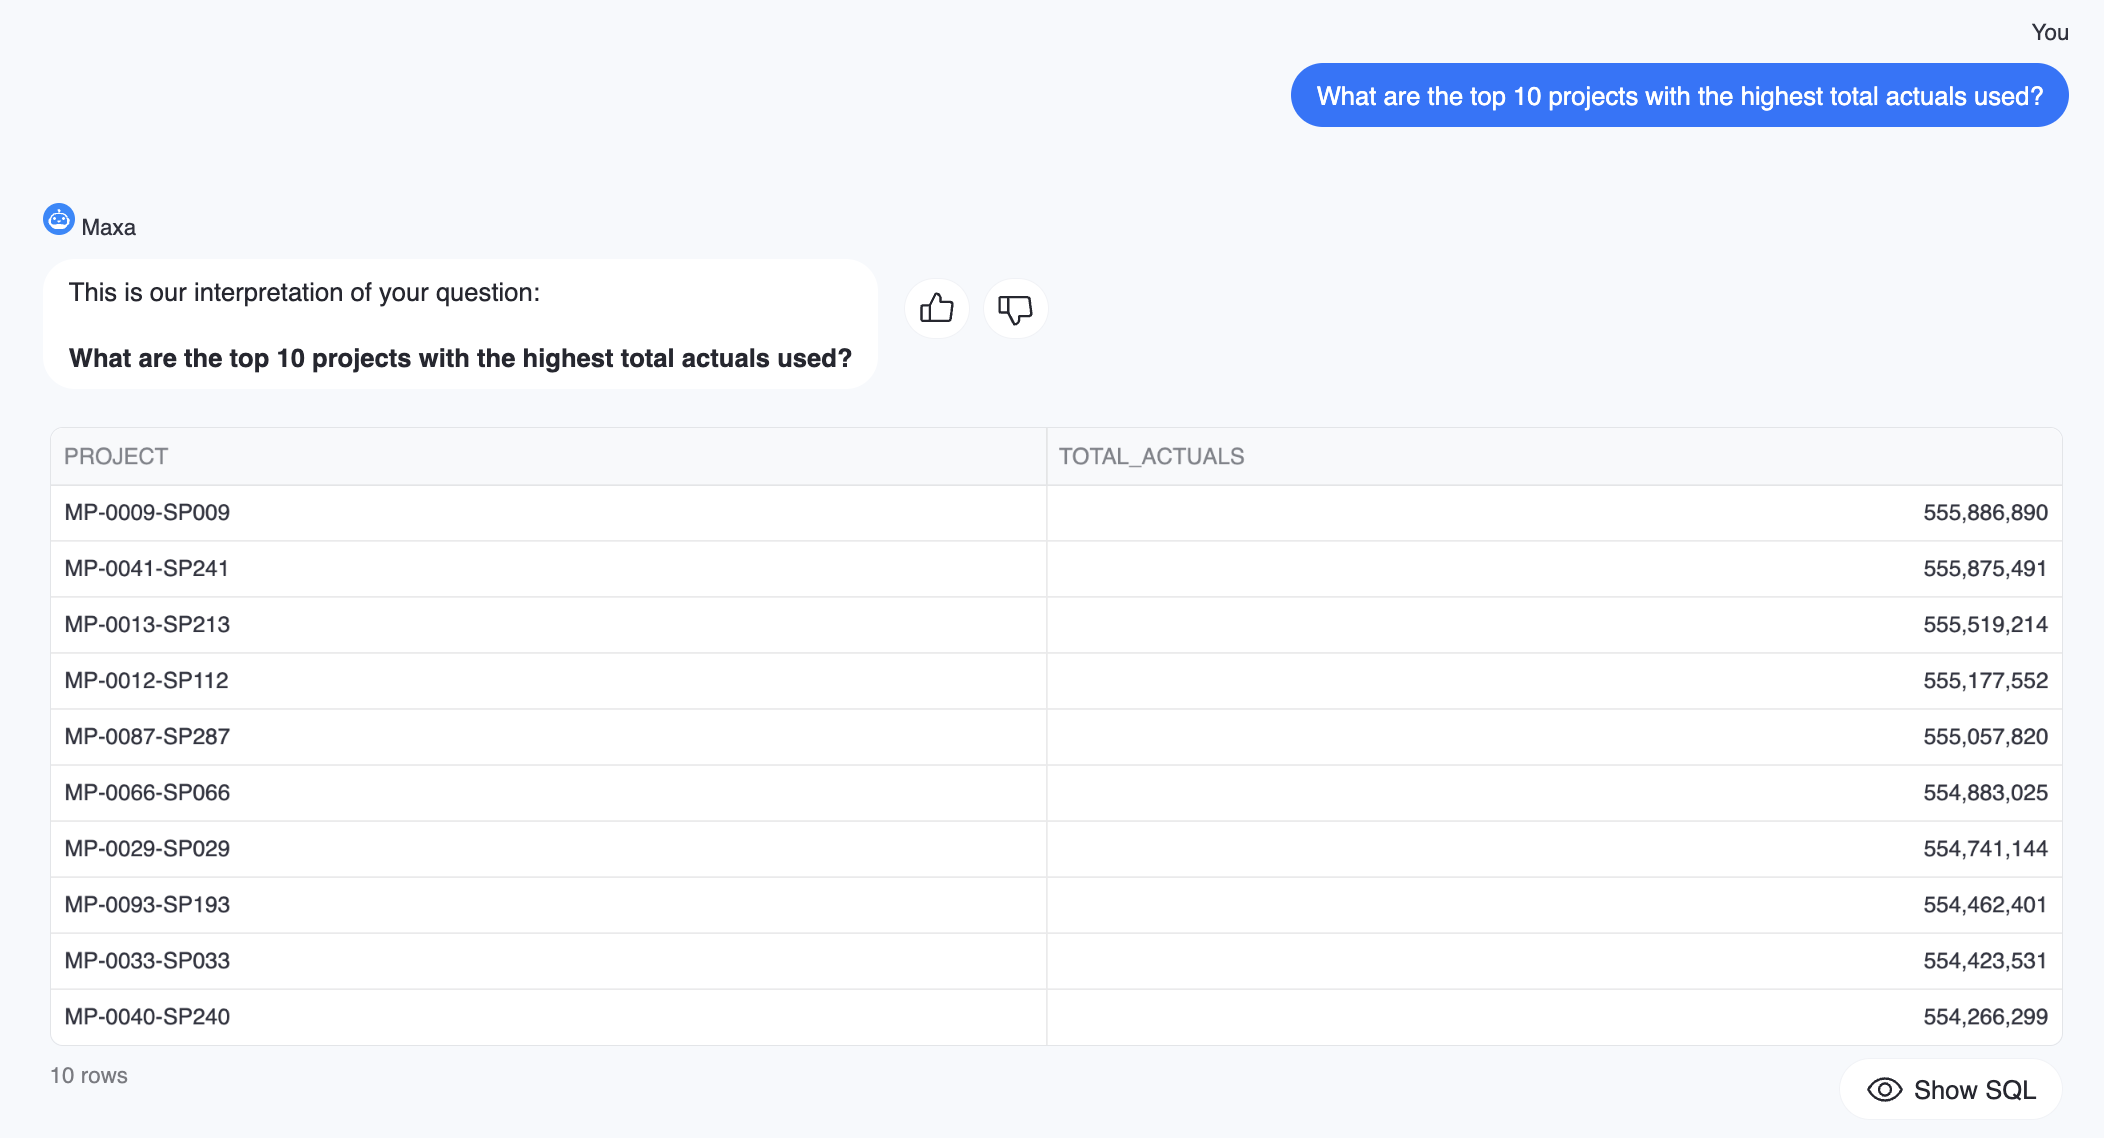 You
What are the top 10 projects with the highest total actuals used?
Maxa
This is our interpretation of your question:
What are the top 10 projects with the highest total actuals used?
PROJECT TOTAL_ACTUALS
MP-0009-SP009 555,886,890
MP-0041-SP241 555,875,491
MP-0013-SP213 555,519,214
MP-0012-SP112 555,177,552
MP-0087-SP287 555,057,820
MP-0066-SP066 554,883,025
MP-0029-SP029 554,741,144
MP-0093-SP193 554,462,401
MP-0033-SP033 554,423,531
MP-0040-SP240 554,266,299
10 rows
Show SQL